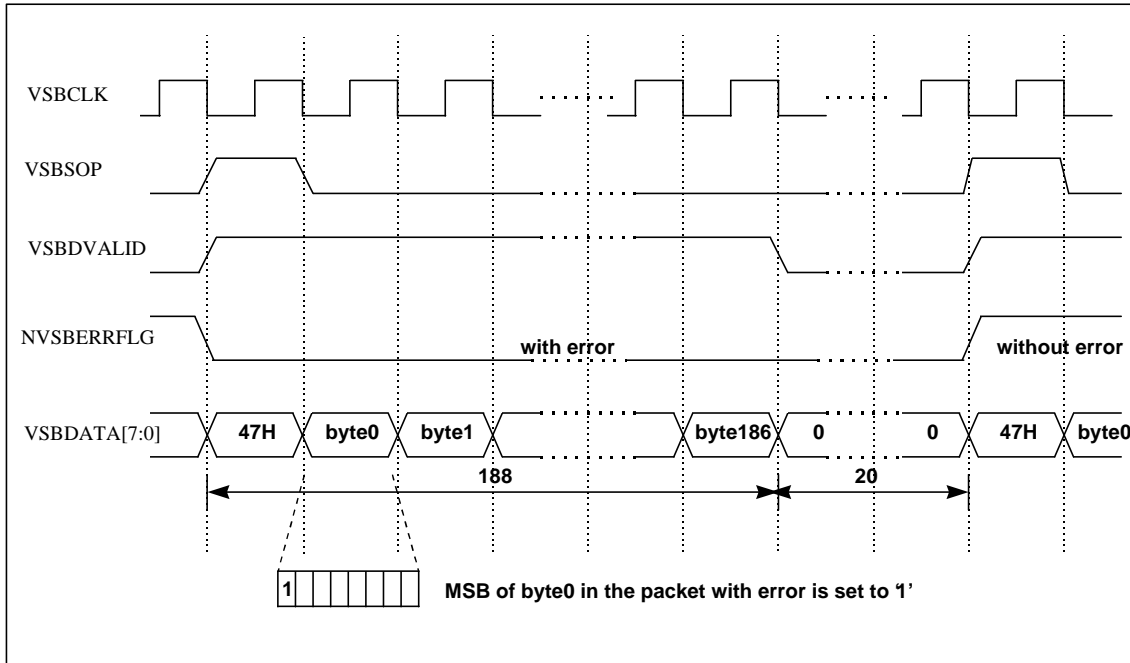 VSBCLK
VSBSOP
VSBDVALID
NVSBERRFLG
with error
without error
VSBDATA[7:0]
47H
byte0
byte1
byte186
0
0
47H
byte0
188
20
1
MSB of byte0 in the packet with error is set to ‘1’